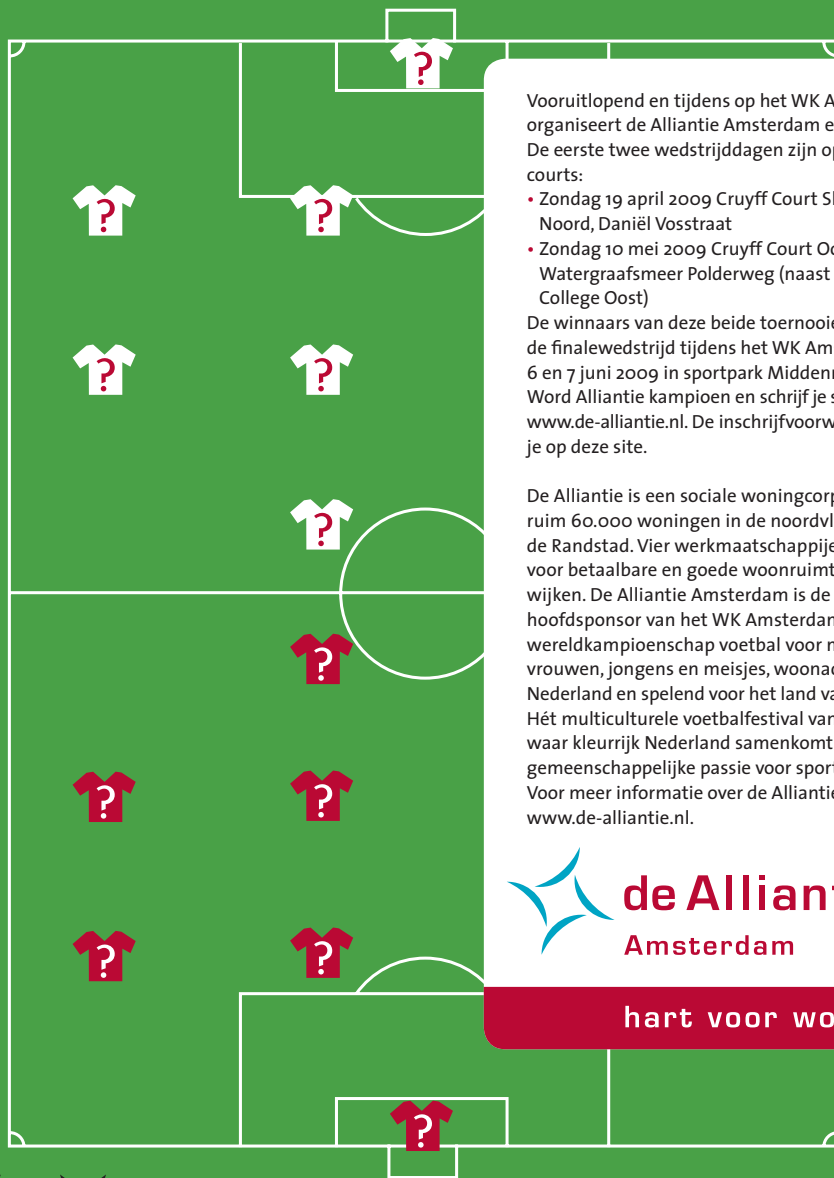 ?
? ?
? ?
?
?
? ?
? ?
?
Vooruitlopend en tijdens op het WK A
organiseert de Alliantie Amsterdam e
De eerste twee wedstrijddagen zijn op
courts:
• Zondag 19 april 2009 Cruyff Court Sl
Noord, Daniël Vosstraat
• Zondag 10 mei 2009 Cruyff Court Oo
Watergraafsmeer Polderweg (naast
College Oost)
De winnaars van deze beide toernooie
de finalewedstrijd tijdens het WK Am
6 en 7 juni 2009 in sportpark Middenm
Word Alliantie kampioen en schrijf je s
www.de-alliantie.nl. De inschrijfvoorw
je op deze site.
De Alliantie is een sociale woningcorp
ruim 60.000 woningen in de noordvl
de Randstad. Vier werkmaatschappije
voor betaalbare en goede woonruimt
wijken. De Alliantie Amsterdam is de
hoofdsponsor van het WK Amsterdam
wereldkampioenschap voetbal voor m
vrouwen, jongens en meisjes, woonac
Nederland en spelend voor het land va
Hét multiculturele voetbalfestival van
waar kleurrijk Nederland samenkomt
gemeenschappelijke passie voor sport
Voor meer informatie over de Alliantie
www.de-alliantie.nl.
de Alliant
Amsterdam
hart voor wo